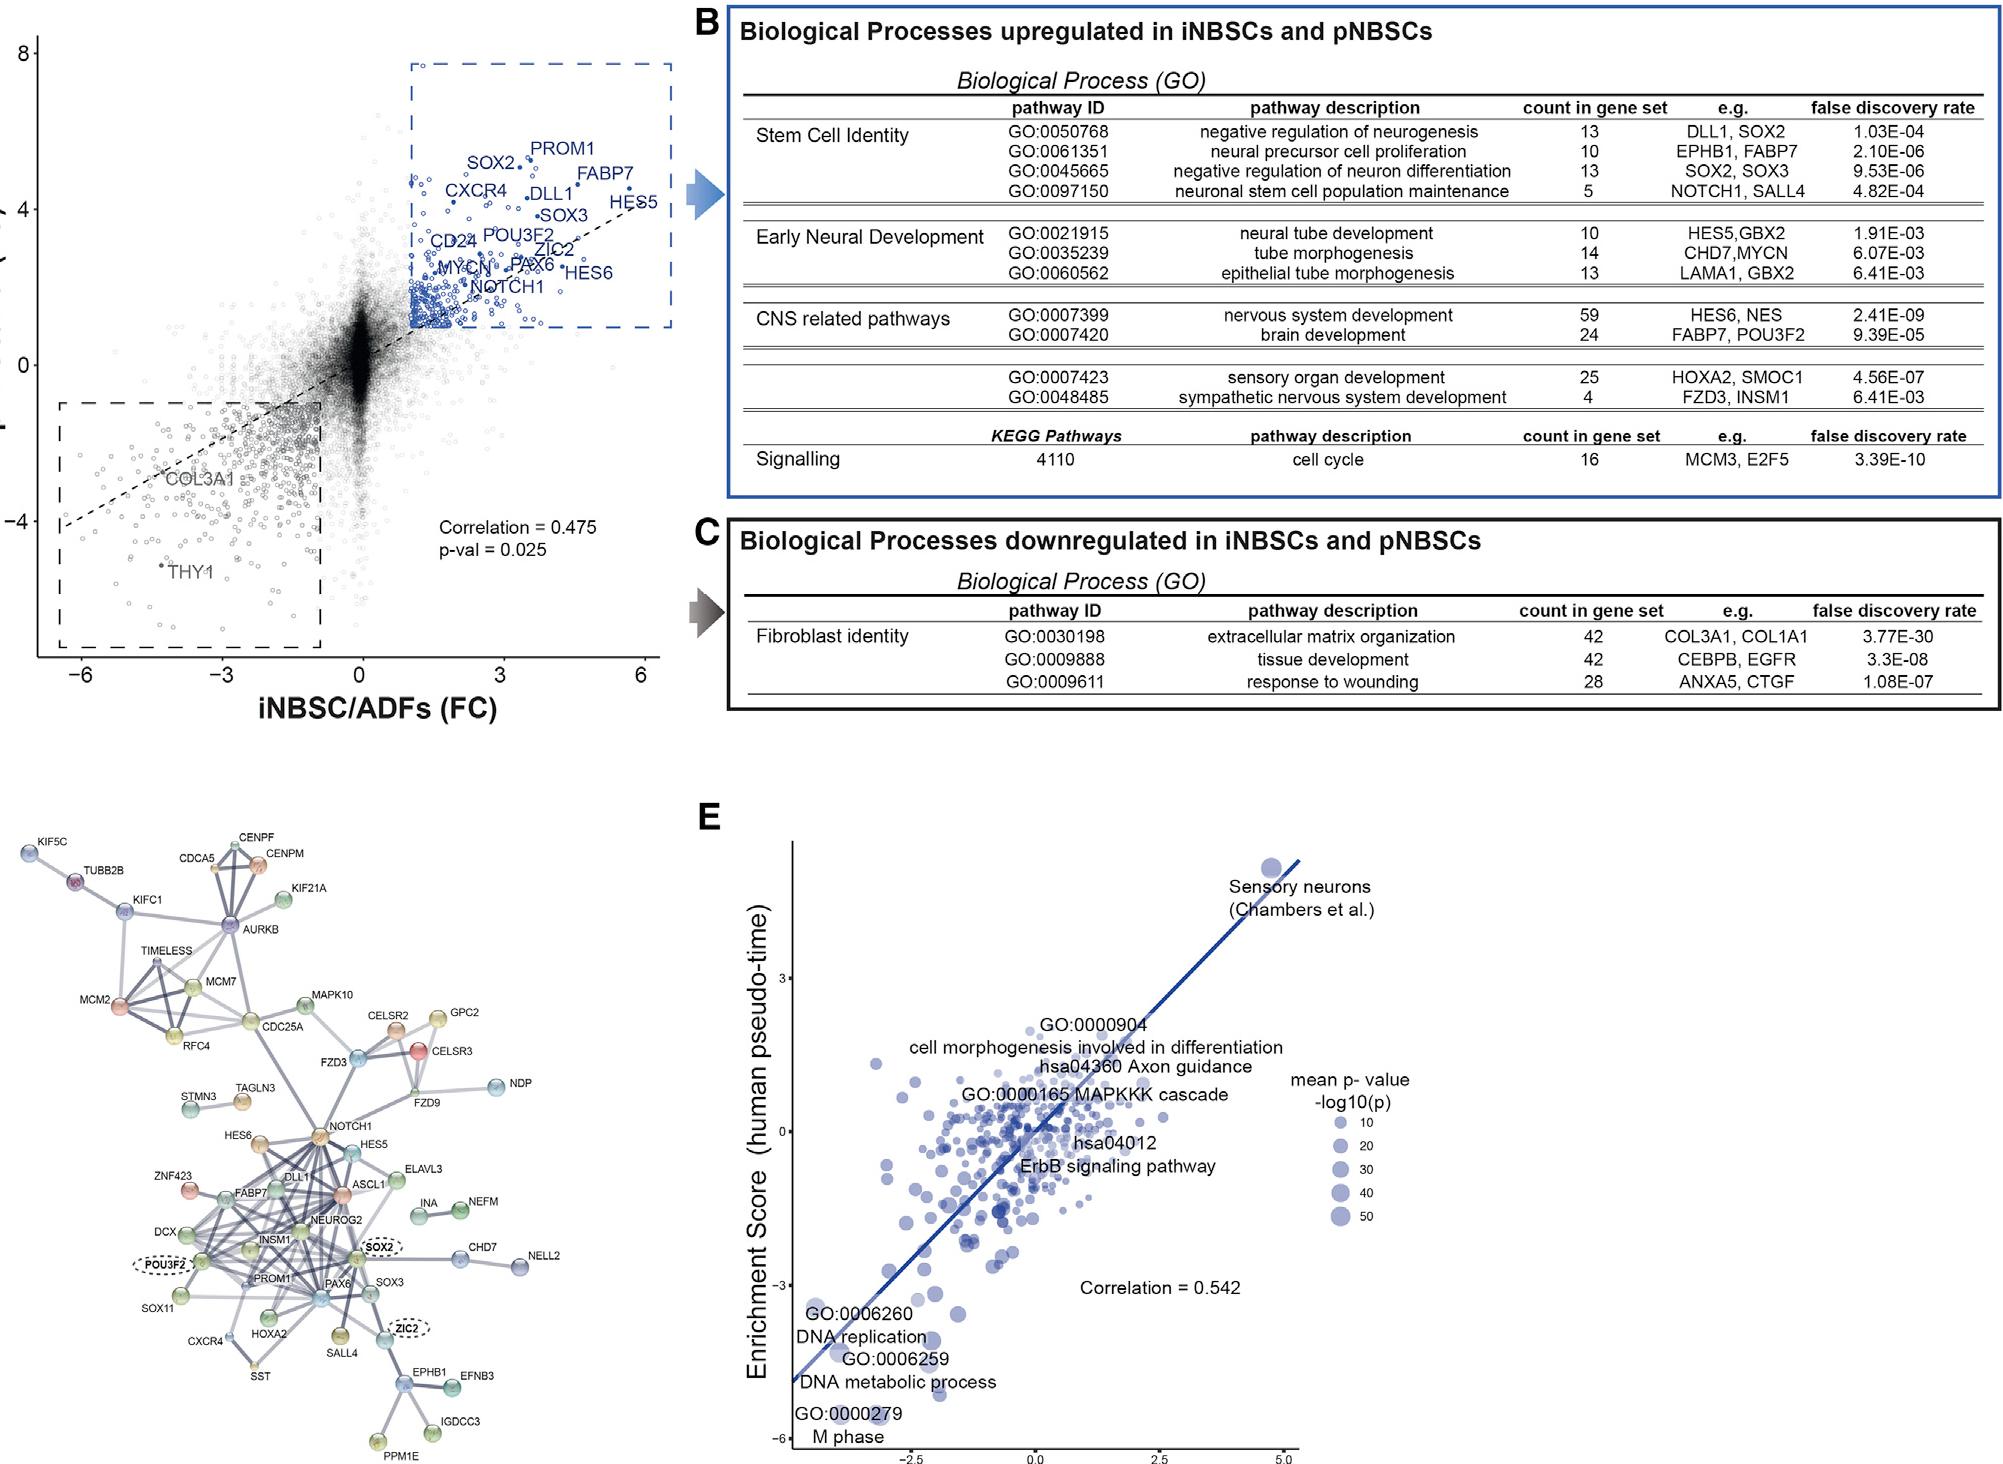 8
4
0
−4
−6
−3
0
3
6
iNBSC/ADFs (FC)
PROM1
SOX2
FABP7
CXCR4
DLL1
HES5
SOX3
POU3F2
CD24
ZIC2
PAX6
MYCN
HES6
NOTCH1
COL3A1
THY1
Correlation = 0.475
p-val = 0.025
B
Biological Processes upregulated in iNBSCs and pNBSCs
Biological Process (GO)
pathway ID pathway description count in gene set e.g. false discovery rate
Stem Cell Identity GO:0050768 negative regulation of neurogenesis 13 DLL1, SOX2 1.03E-04
GO:0061351 neural precursor cell proliferation 10 EPHB1, FABP7 2.10E-06
GO:0045665 negative regulation of neuron differentiation 13 SOX2, SOX3 9.53E-06
GO:0097150 neuronal stem cell population maintenance 5 NOTCH1, SALL4 4.82E-04
Early Neural Development GO:0021915 neural tube development 10 HES5,GBX2 1.91E-03
GO:0035239 tube morphogenesis 14 CHD7,MYCN 6.07E-03
GO:0060562 epithelial tube morphogenesis 13 LAMA1, GBX2 6.41E-03
CNS related pathways GO:0007399 nervous system development 59 HES6, NES 2.41E-09
GO:0007420 brain development 24 FABP7, POU3F2 9.39E-05
GO:0007423 sensory organ development 25 HOXA2, SMOC1 4.56E-07
GO:0048485 sympathetic nervous system development 4 FZD3, INSM1 6.41E-03
KEGG Pathways pathway description count in gene set e.g. false discovery rate
Signalling 4110 cell cycle 16 MCM3, E2F5 3.39E-10
C
Biological Processes downregulated in iNBSCs and pNBSCs
Biological Process (GO)
pathway ID pathway description count in gene set e.g. false discovery rate
Fibroblast identity GO:0030198 extracellular matrix organization 42 COL3A1, COL1A1 3.77E-30
GO:0009888 tissue development 42 CEBPB, EGFR 3.3E-08
GO:0009611 response to wounding 28 ANXA5, CTGF 1.08E-07
KIF5C
CENPF
TUBB2B
CDCA5
CENPM
KIF21A
KIFC1
AURKB
TIMELESS
MCM7
MCM2
MAPK10
CDC25A
RFC4
CELSR2
GPC2
CELSR3
FZD3
NDP
FZD9
STMN3
TAGLN3
NOTCH1
HES6
HES5
ELAVL3
ZNF423
DLL1
ASCL1
FABP7
INA
NEFM
NEUROG2
DCX
INSM1
SOX2
CHD7
NELL2
POU3F2
PROM1
PAX6
SOX3
SOX11
HOXA2
ZIC2
CXCR4
SALL4
SST
EPHB1
EFNB3
IGDCC3
PPM1E
E
Enrichment Score (human pseudo-time)
3
0
−3
−6
−2.5
0.0
2.5
5.0
Sensory neurons
(Chambers et al.)
GO:0000904
cell morphogenesis involved in differentiation
hsa04360 Axon guidance
GO:0000165 MAPKKK cascade
hsa04012
ErbB signaling pathway
Correlation = 0.542
GO:0006260
DNA replication
GO:0006259
DNA metabolic process
GO:0000279
M phase
mean p- value
-log10(p)
10
20
30
40
50